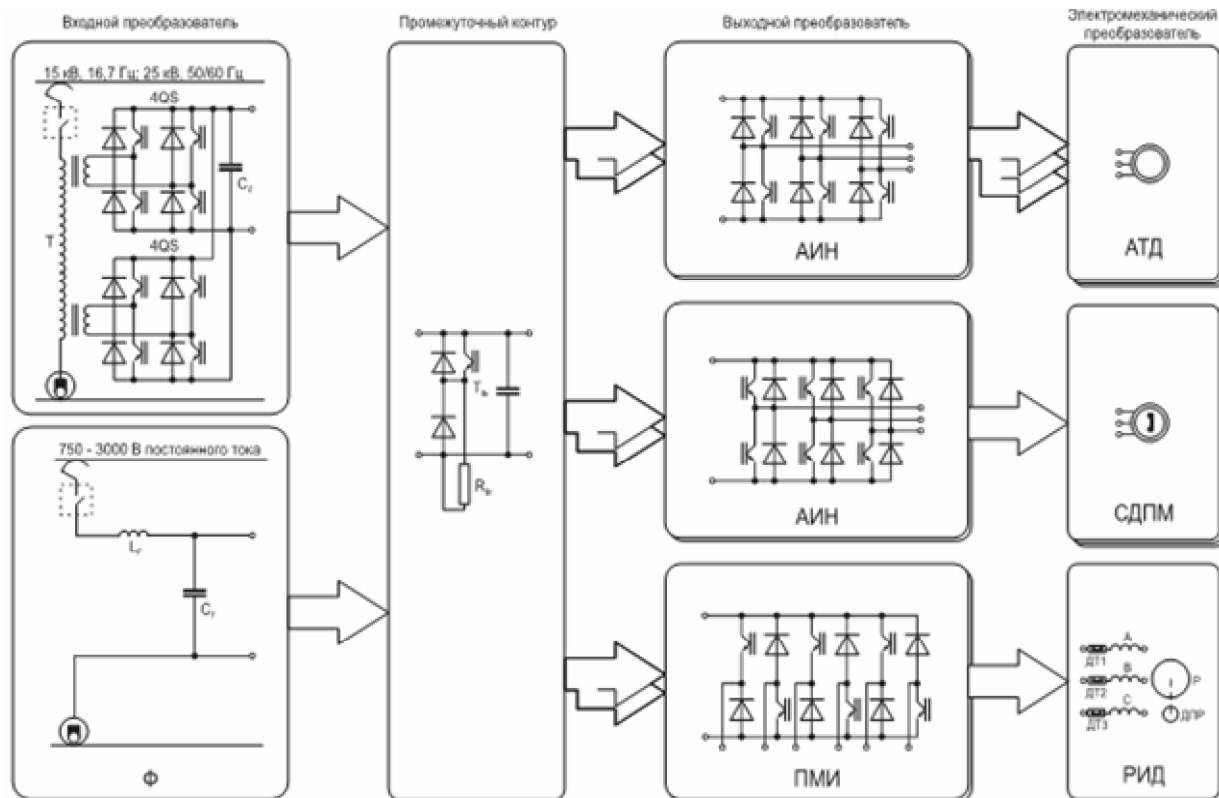 Входной преобразователь
Промежуточный контур
Выходной преобразователь
Электромеханический
преобразователь
15 кВ, 16,7 Гц; 25 кВ, 50/60 Гц
4QS
C
T
4QS
АИН
АТД
T
R
АИН
СДПМ
750 - 3000 В постоянного тока
L
C
Ф
ПМИ
A
ДТ1
B
ДТ2
Р
C
ДТ3
ДПР
РИД